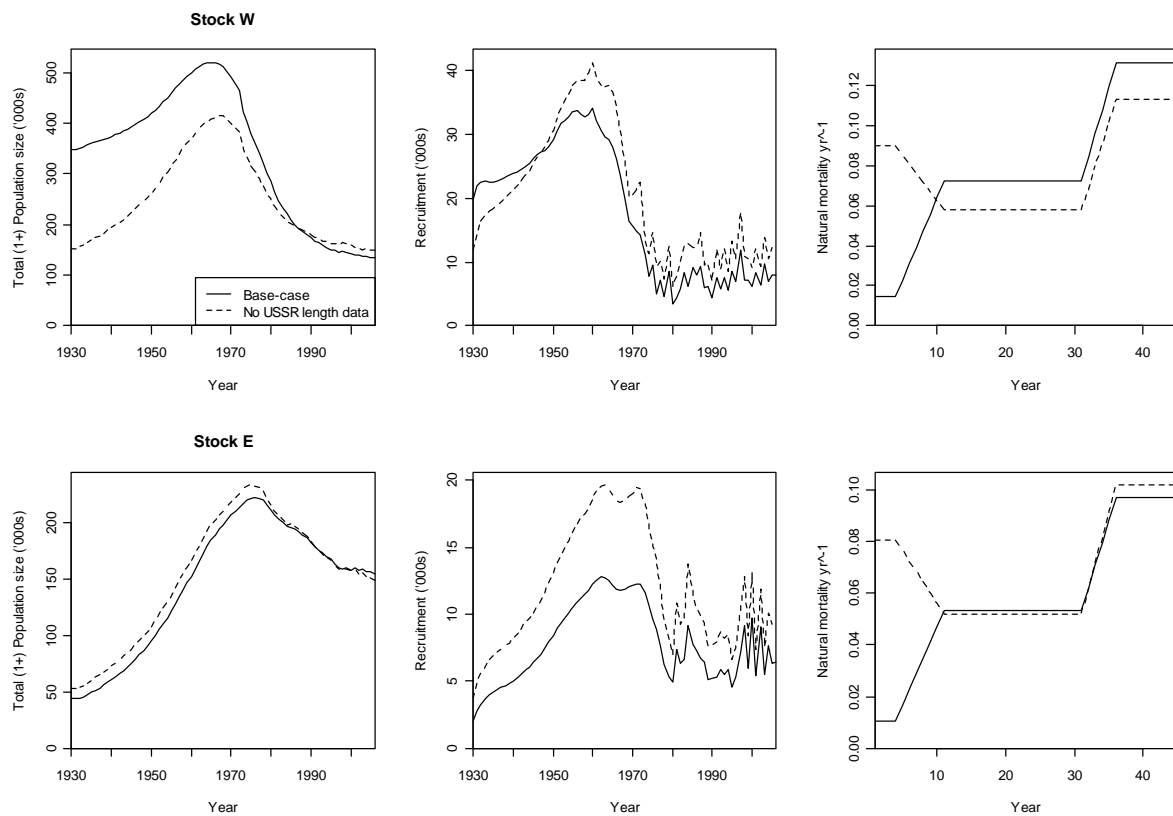 Stock W
Total (1+) Population size ('000s)
0 100 200 300 400 500
1930 1950 1970 1990
Year
Base-case
No USSR length data
Recruitment ('000s)
0 10 20 30 40
1930 1950 1970 1990
Year
Natural mortality yr^-1
0.00 0.02 0.04 0.06 0.08 0.10 0.12
10 20 30 40
Year
Stock E
Total (1+) Population size ('000s)
0 50 100 150 200
1930 1950 1970 1990
Year
Recruitment ('000s)
0 5 10 15 20
1930 1950 1970 1990
Year
Natural mortality yr^-1
0.00 0.02 0.04 0.06 0.08 0.10
10 20 30 40
Year